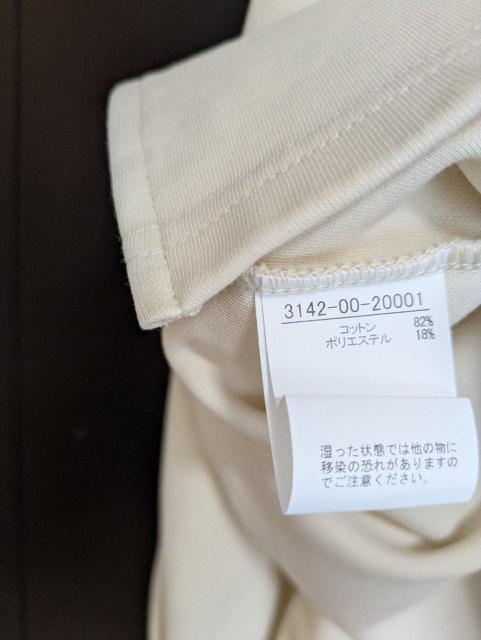 3142-00-20001
コットン 82%
ポリエステル 18%
湿った状態では他の物に
移染の恐れがありますの
でご注意ください。